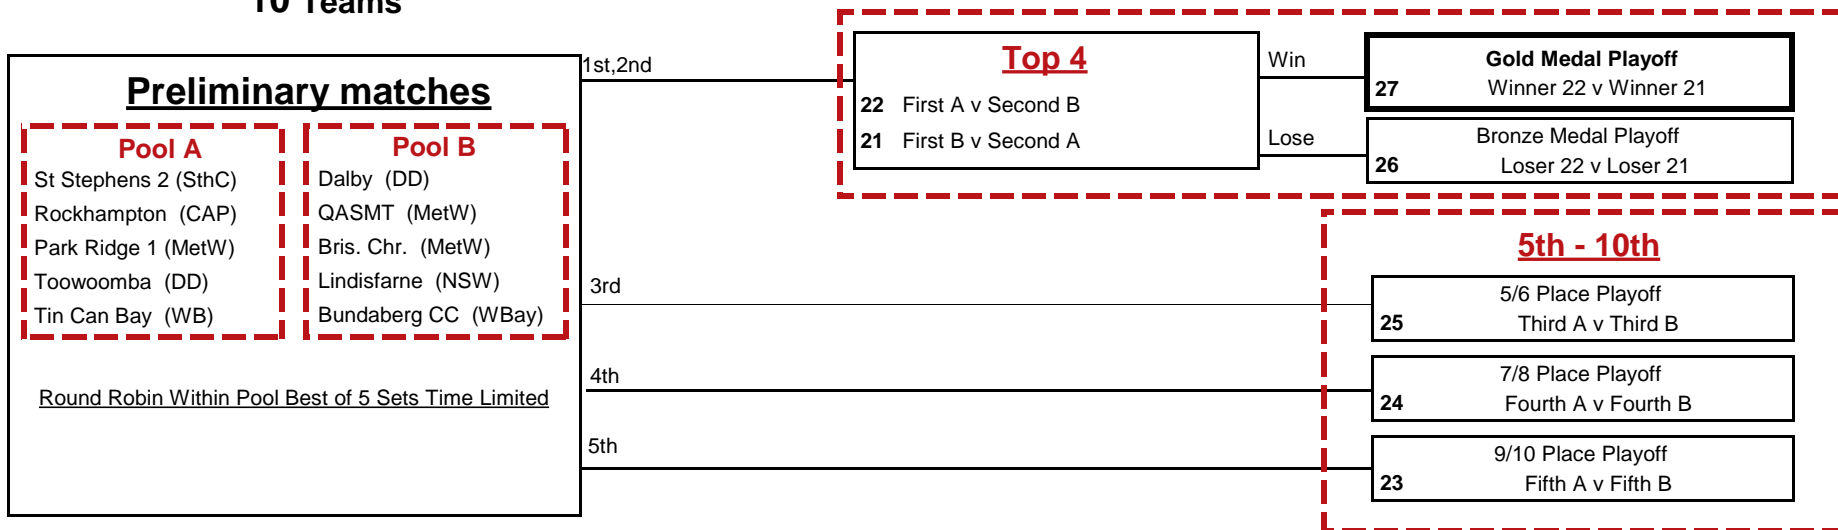 10 Teams
Preliminary matches
Pool A
St Stephens 2 (SthC)
Rockhampton (CAP)
Park Ridge 1 (MetW)
Toowoomba (DD)
Tin Can Bay (WB)
Pool B
Dalby (DD)
QASMT (MetW)
Bris. Chr. (MetW)
Lindisfarne (NSW)
Bundaberg CC (WBay)
Round Robin Within Pool Best of 5 Sets Time Limited
1st,2nd
3rd
4th
5th
Top 4
22 First A v Second B
21 First B v Second A
Win
Lose
Gold Medal Playoff
27 Winner 22 v Winner 21
Bronze Medal Playoff
26 Loser 22 v Loser 21
5th - 10th
5/6 Place Playoff
25 Third A v Third B
7/8 Place Playoff
24 Fourth A v Fourth B
9/10 Place Playoff
23 Fifth A v Fifth B